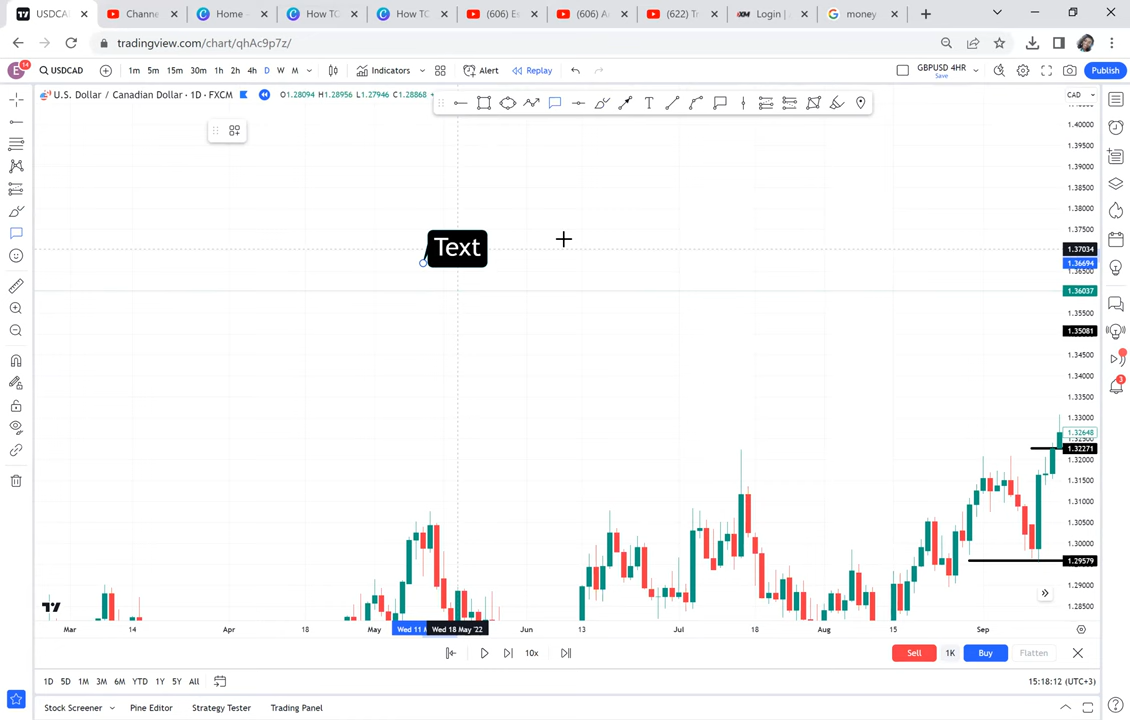 USDC
Channe
Home -
How TC
How TC
(606) E
(606) A
(622) T
Login |
money
tradingview.com/chart/qhAc9p7z/
E 14 USDCAD 1m 5m 15m 30m 1h 2h 4h D W M Indicators Alert Replay GBPUSD 4HR Save Publish
U.S. Dollar / Canadian Dollar · 1D · FXCM O1.28094 H1.28956 L1.27946 C1.28868
T
CAD
1.40000
1.39500
1.39000
1.38500
1.38000
1.37500
Text
1.37034
1.36694
1.36500
1.36037
1.35500
1.35081
1.34500
1.34000
1.33500
1.33000
1.32648
1.32500
1.32271
1.32000
1.31500
1.31000
1.30500
1.30000
1.29579
1.29000
1.28500
3
Mar 14 Apr 18 May Wed 11 Wed 18 May '22 Jun 13 Jul 18 Aug 15 Sep
10x Sell 1K Buy Flatten
1D 5D 1M 3M 6M YTD 1Y 5Y All 15:18:12 (UTC+3)
Stock Screener Pine Editor Strategy Tester Trading Panel